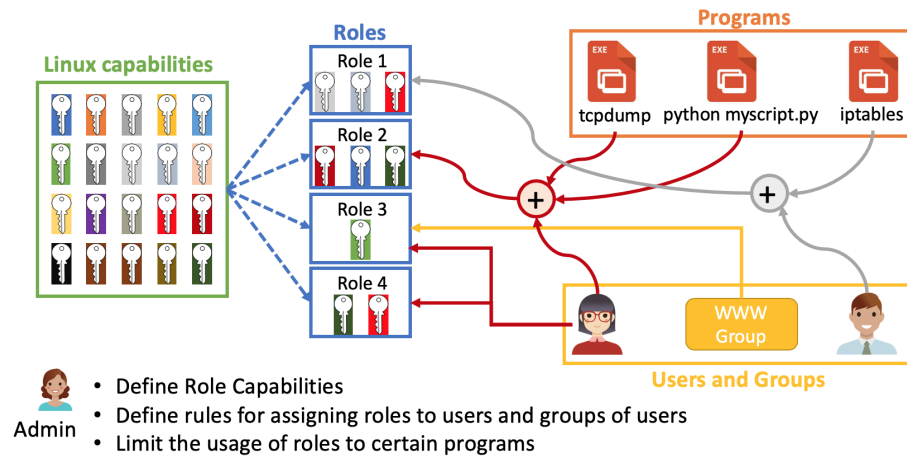 Programs
Roles
Linux capabilities
Role 1
EXE
EXE
EXE
tcpdump
python myscript.py
iptables
Role 2
+
+
Role 3
Role 4
WWW
Group
Users and Groups
• Define Role Capabilities
• Define rules for assigning roles to users and groups of users
Admin
• Limit the usage of roles to certain programs